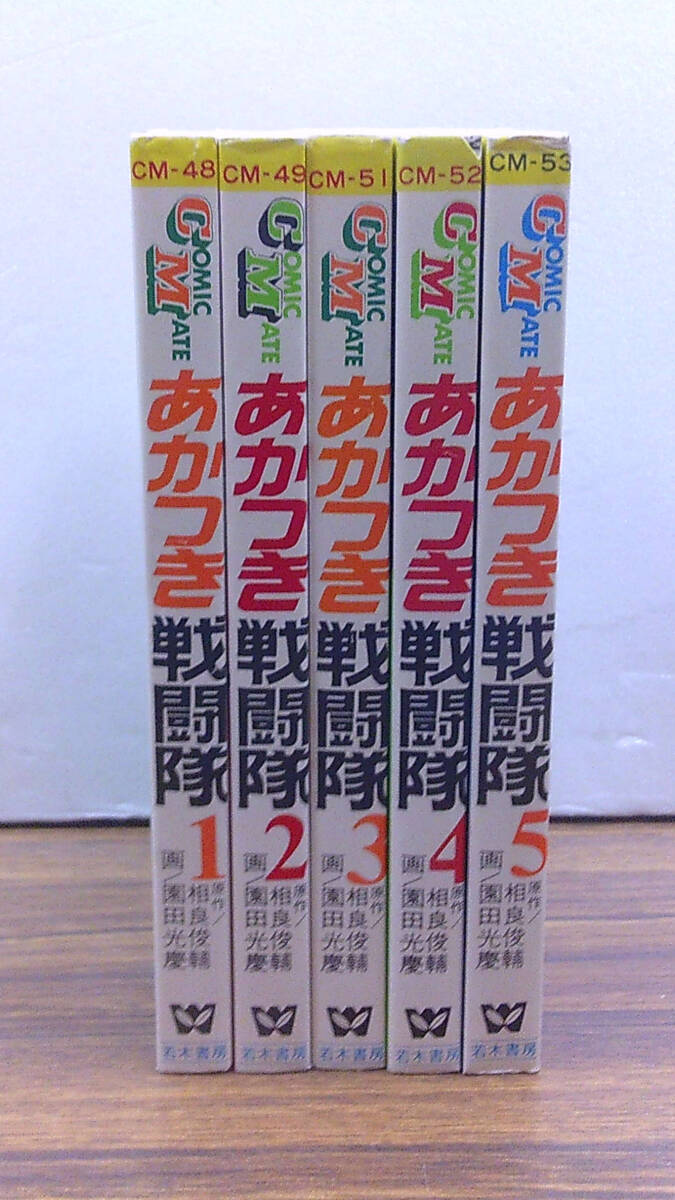 CM-48
COMIC MATE
あかつき戦闘隊
1
原作/相良俊輔
画/園田光慶
若木書房
CM-49
COMIC MATE
あかつき戦闘隊
2
原作/相良俊輔
画/園田光慶
若木書房
CM-51
COMIC MATE
あかつき戦闘隊
3
原作/相良俊輔
画/園田光慶
若木書房
CM-52
COMIC MATE
あかつき戦闘隊
4
原作/相良俊輔
画/園田光慶
若木書房
CM-53
COMIC MATE
あかつき戦闘隊
5
原作/相良俊輔
画/園田光慶
若木書房